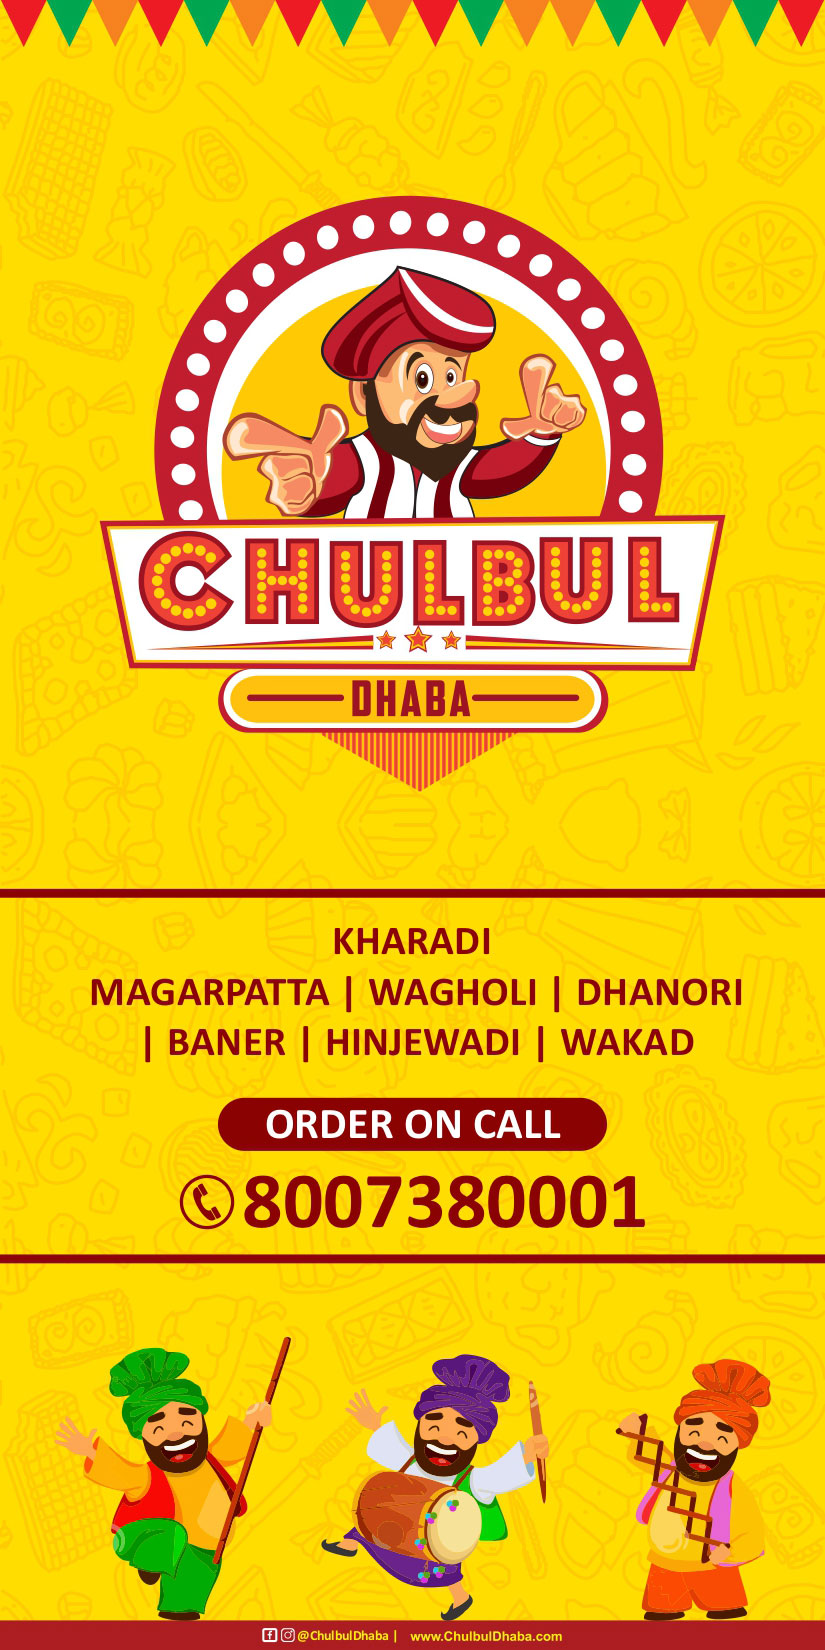 CHULBUL
DHABA
KHARADI
MAGARPATTA | WAGHOLI | DHANORI
| BANER | HINJEWADI | WAKAD
ORDER ON CALL
8007380001
@ChulbulDhaba | www.ChulbulDhaba.com